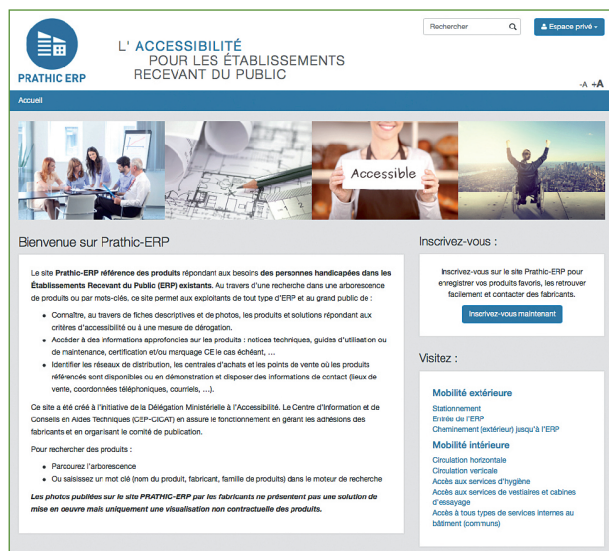 Rechercher
Espace privé
L' ACCESSIBILITÉ
POUR LES ÉTABLISSEMENTS
RECEVANT DU PUBLIC
PRATHIC ERP
-A +A
Accueil
Accessible
Bienvenue sur Prathic-ERP
Le site Prathic-ERP référence des produits répondant aux besoins des personnes handicapées dans les
Établissements Recevant du Public (ERP) existants. Au travers d'une recherche dans une arborescence
de produits ou par mots-clés, ce site permet aux exploitants de tout type d'ERP et au grand public de :
• Connaître, au travers de fiches descriptives et de photos, les produits et solutions répondant aux
critères d'accessibilité ou à une mesure de dérogation.
• Accéder à des informations approfondies sur les produits : notices techniques, guides d'utilisation ou
de maintenance, certification et/ou marquage CE le cas échéant, ...
• Identifier les réseaux de distribution, les centrales d'achats et les points de vente où les produits
référencés sont disponibles ou en démonstration et disposer des informations de contact (lieux de
vente, coordonnées téléphoniques, courriels, ...).
Ce site a été créé à l'initiative de la Délégation Ministérielle à l'Accessibilité. Le Centre d'Information et de
Conseils en Aides Techniques (CEP-CICAT) en assure le fonctionnement en gérant les adhésions des
fabricants et en organisant le comité de publication.
Pour rechercher des produits :
• Parcourez l'arborescence
• Ou saisissez un mot clé (nom du produit, fabricant, famille de produits) dans le moteur de recherche
Les photos publiées sur le site PRATHIC-ERP par les fabricants ne présentent pas une solution de
mise en oeuvre mais uniquement une visualisation non contractuelle des produits.
Inscrivez-vous :
Inscrivez-vous sur le site Prathic-ERP pour
enregistrer vos produits favoris, les retrouver
facilement et contacter des fabricants.
Inscrivez-vous maintenant
Visitez :
Mobilité extérieure
Stationnement
Entrée de l'ERP
Cheminement (extérieur) jusqu'à l'ERP
Mobilité intérieure
Circulation horizontale
Circulation verticale
Accès aux services d'hygiène
Accès aux services de vestiaires et cabines
d'essayage
Accès à tous types de services internes au
bâtiment (communs)